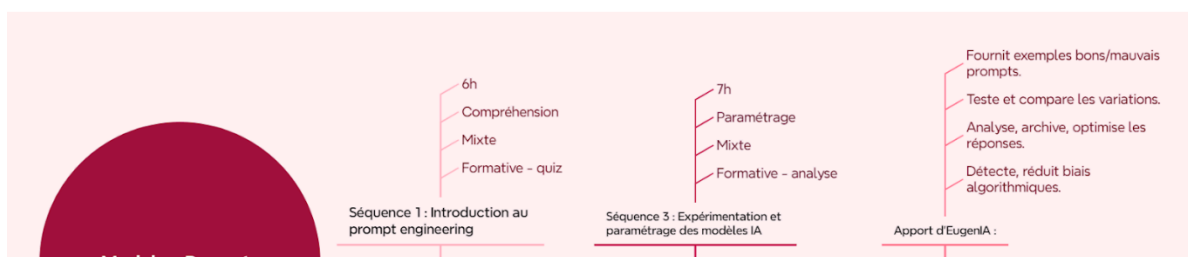 6h
Compréhension
Mixte
Formative - quiz
Séquence 1 : Introduction au
prompt engineering
7h
Paramétrage
Mixte
Formative - analyse
Séquence 3 : Expérimentation et
paramétrage des modèles IA
Fournit exemples bons/mauvais
prompts.
Teste et compare les variations.
Analyse, archive, optimise les
réponses.
Détecte, réduit biais
algorithmiques.
Apport d'EugenIA :